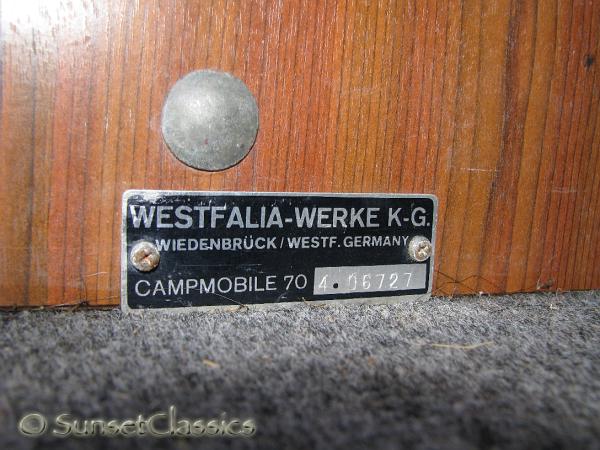 WESTFALIA-WERKE K-G.
WIEDENBRÜCK / WESTF. GERMANY
CAMPMOBILE 70 4. 06727
© SunsetClassics